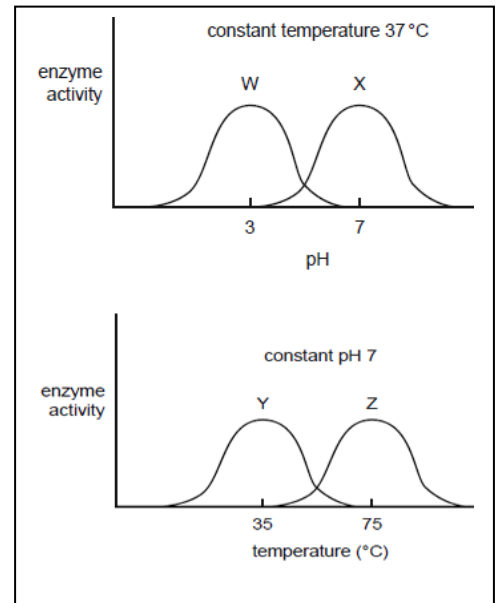 constant temperature 37 °C
enzyme
activity
W X
3 7
pH
constant pH 7
enzyme
activity
Y Z
35 75
temperature (°C)